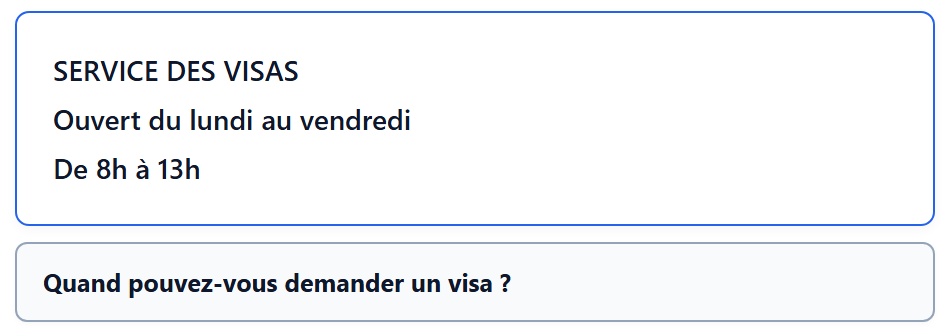 SERVICE DES VISAS
Ouvert du lundi au vendredi
De 8h à 13h
Quand pouvez-vous demander un visa ?